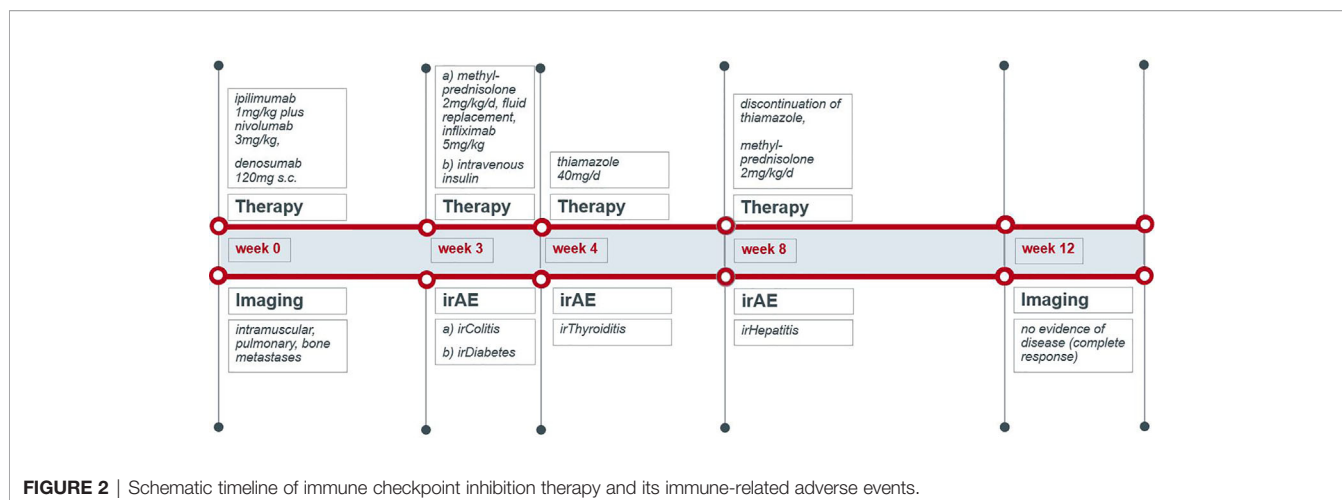 ipilimumab
1mg/kg plus
nivolumab
3mg/kg,
denosumab
120mg s.c.
Therapy
week 0
Imaging
intramuscular,
pulmonary, bone
metastases
a) methyl-
prednisolone
2mg/kg/d, fluid
replacement,
infliximab
5mg/kg
b) intravenous
insulin
Therapy
week 3
irAE
a) irColitis
b) irDiabetes
thiamazole
40mg/d
Therapy
week 4
irAE
irThyroiditis
discontinuation of
thiamazole,
methyl-
prednisolone
2mg/kg/d
Therapy
week 8
irAE
irHepatitis
week 12
Imaging
no evidence of
disease (complete
response)
FIGURE 2 | Schematic timeline of immune checkpoint inhibition therapy and its immune-related adverse events.